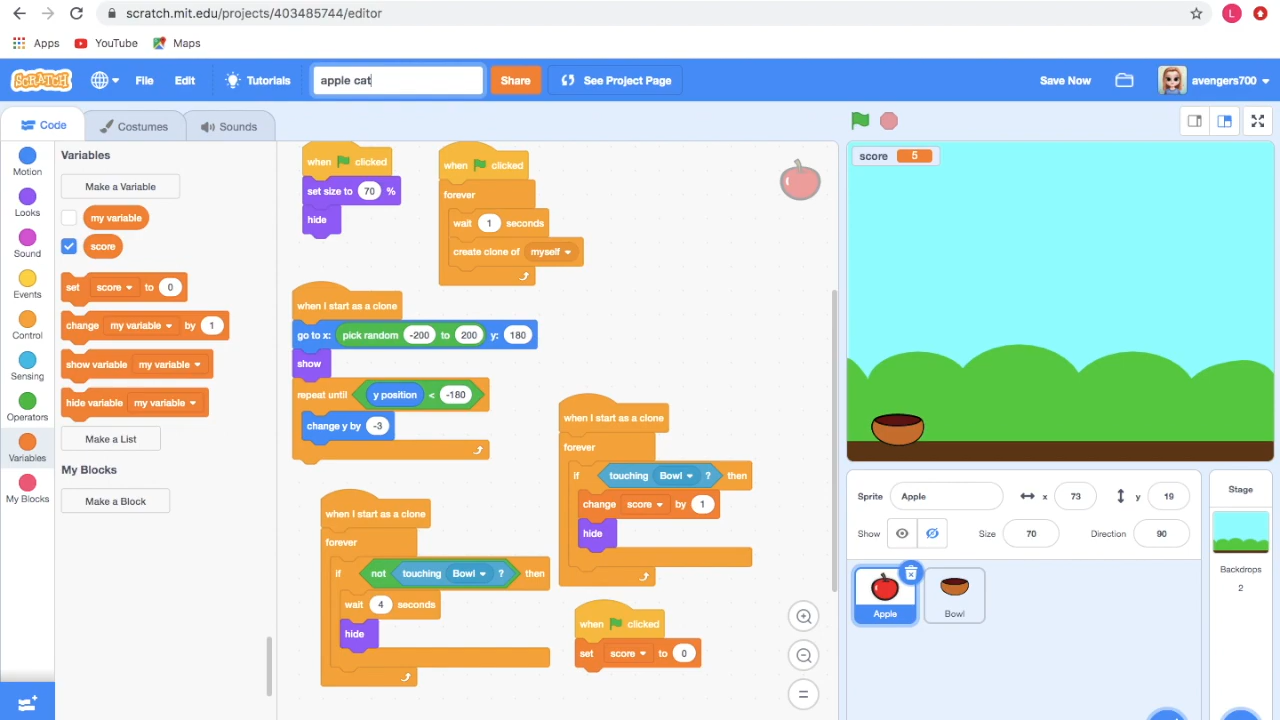 scratch.mit.edu/projects/403485744/editor
L
Apps YouTube Maps
SCRATCH File Edit Tutorials apple cat Share See Project Page Save Now avengers700
Code Costumes Sounds
Motion
Looks
Sound
Events
Control
Sensing
Operators
Variables
My Blocks
Variables
Make a Variable
my variable
score
set score to 0
change my variable by 1
show variable my variable
hide variable my variable
Make a List
My Blocks
Make a Block
when clicked
set size to 70 %
hide
when clicked
forever
wait 1 seconds
create clone of myself
when I start as a clone
go to x: pick random -200 to 200 y: 180
show
repeat until y position < -180
change y by -3
when I start as a clone
forever
if touching Bowl ? then
change score by 1
hide
when I start as a clone
forever
if not touching Bowl ? then
wait 4 seconds
hide
when clicked
set score to 0
score 5
Sprite Apple x 73 y 19
Show Size 70 Direction 90
Apple
Bowl
Stage
Backdrops
2